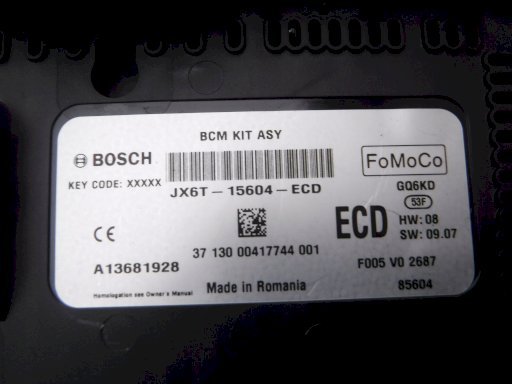 BCM KIT ASY
BOSCH
FoMoCo
KEY CODE: XXXXX
JX6T-15604-ECD
GQ6KD
53F
ECD
HW: 08
SW: 09.07
CE
37 130 00417744 001
A13681928
F005 V0 2687
Homologation see Owner's Manual
Made in Romania
85604